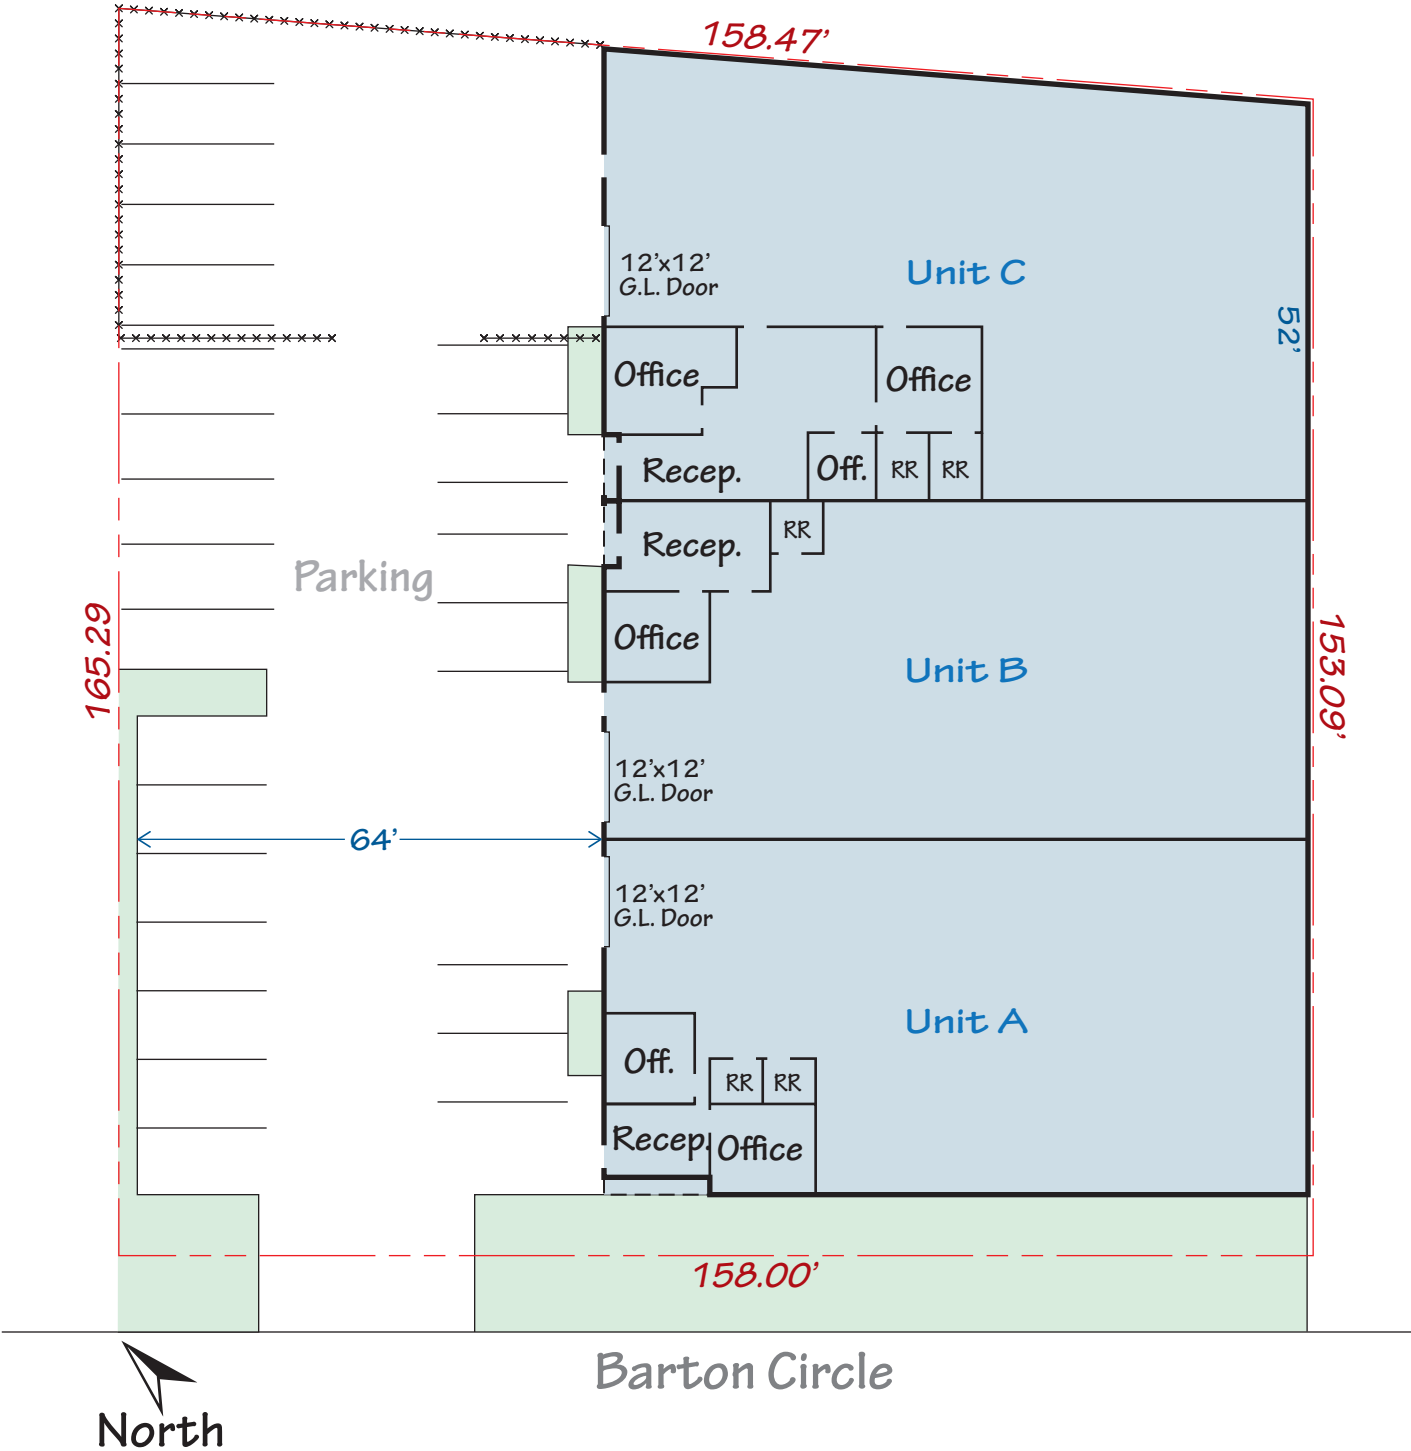 158.47'
12'x12'
G.L. Door
Unit C
52'
Office
Office
Recep.
Off.
RR
RR
Recep.
RR
Parking
Office
Unit B
165.29
153.09'
12'x12'
G.L. Door
64'
12'x12'
G.L. Door
Unit A
Off.
RR
RR
Recep.
Office
158.00'
Barton Circle
North